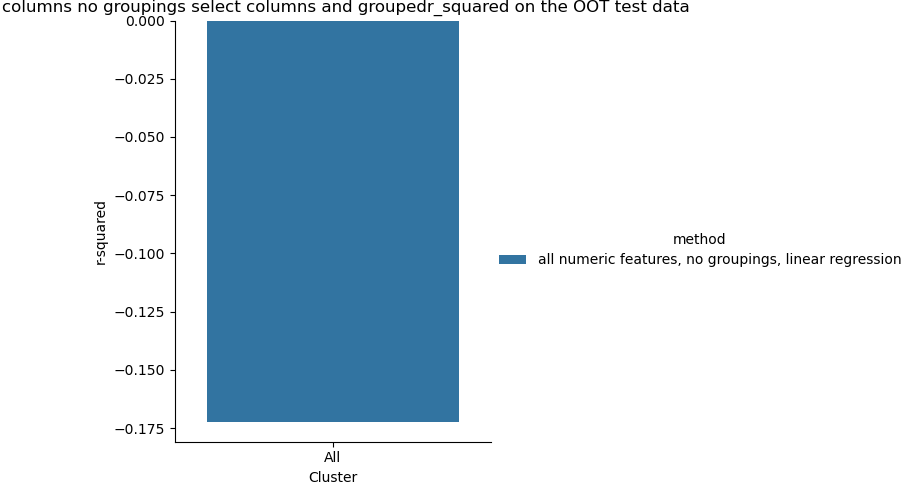 columns no groupings select columns and groupedr_squared on the OOT test data
0.000
−0.025
−0.050
−0.075
−0.100
−0.125
−0.150
−0.175
r-squared
All
Cluster
method
all numeric features, no groupings, linear regression